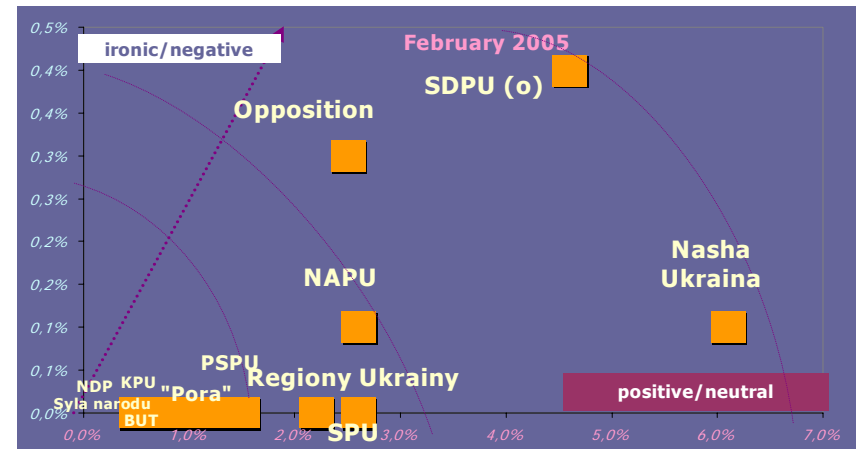 0,5%
ironic/negative
February 2005
0,4%
SDPU (o)
Opposition
0,4%
0,3%
0,3%
0,2%
Nasha
Ukraina
NAPU
0,2%
0,1%
PSPU
0,1%
Regiony Ukrainy
NDP
KPU
"Pora"
positive/neutral
Syla narodu
0,0%
BUT
SPU
0,0%
1,0%
2,0%
3,0%
4,0%
5,0%
6,0%
7,0%